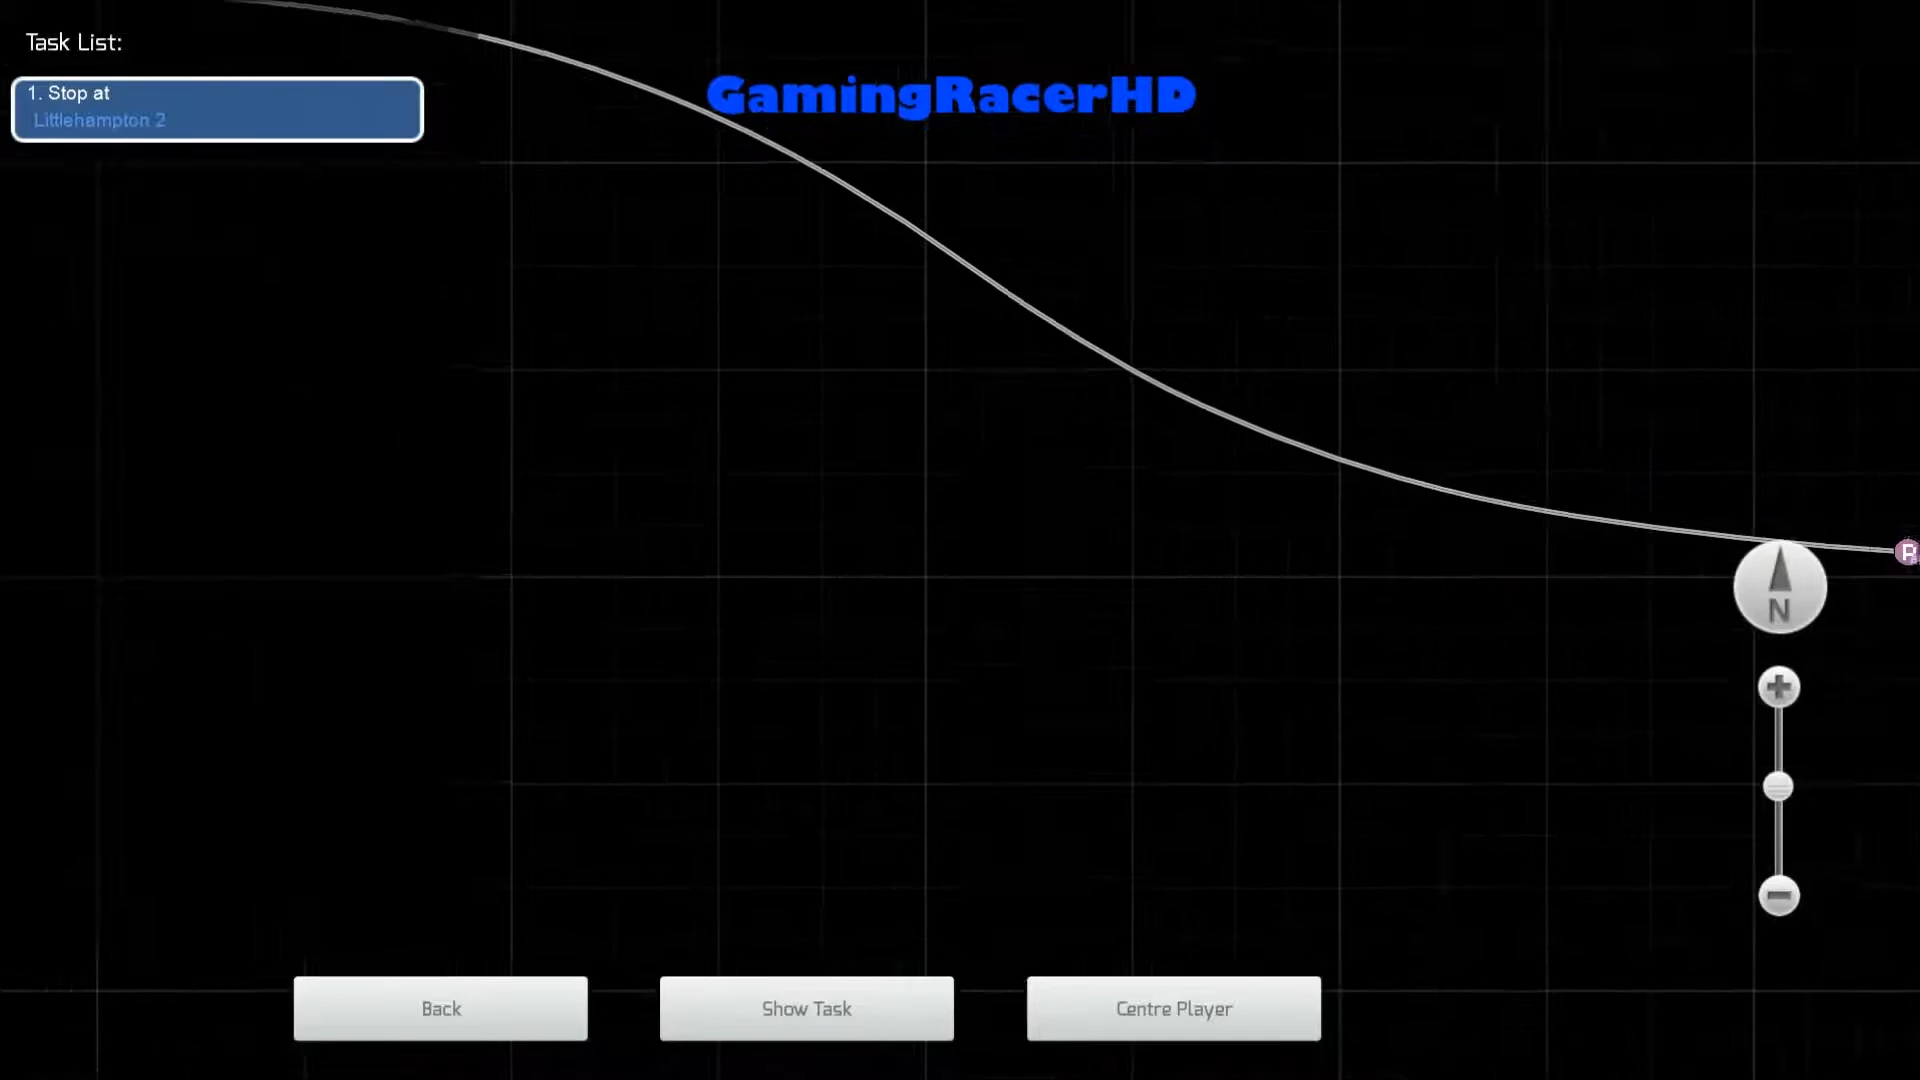 Task List:
GamingRacerHD
1. Stop at
Littlehampton 2
P
N
Back
Show Task
Centre Player